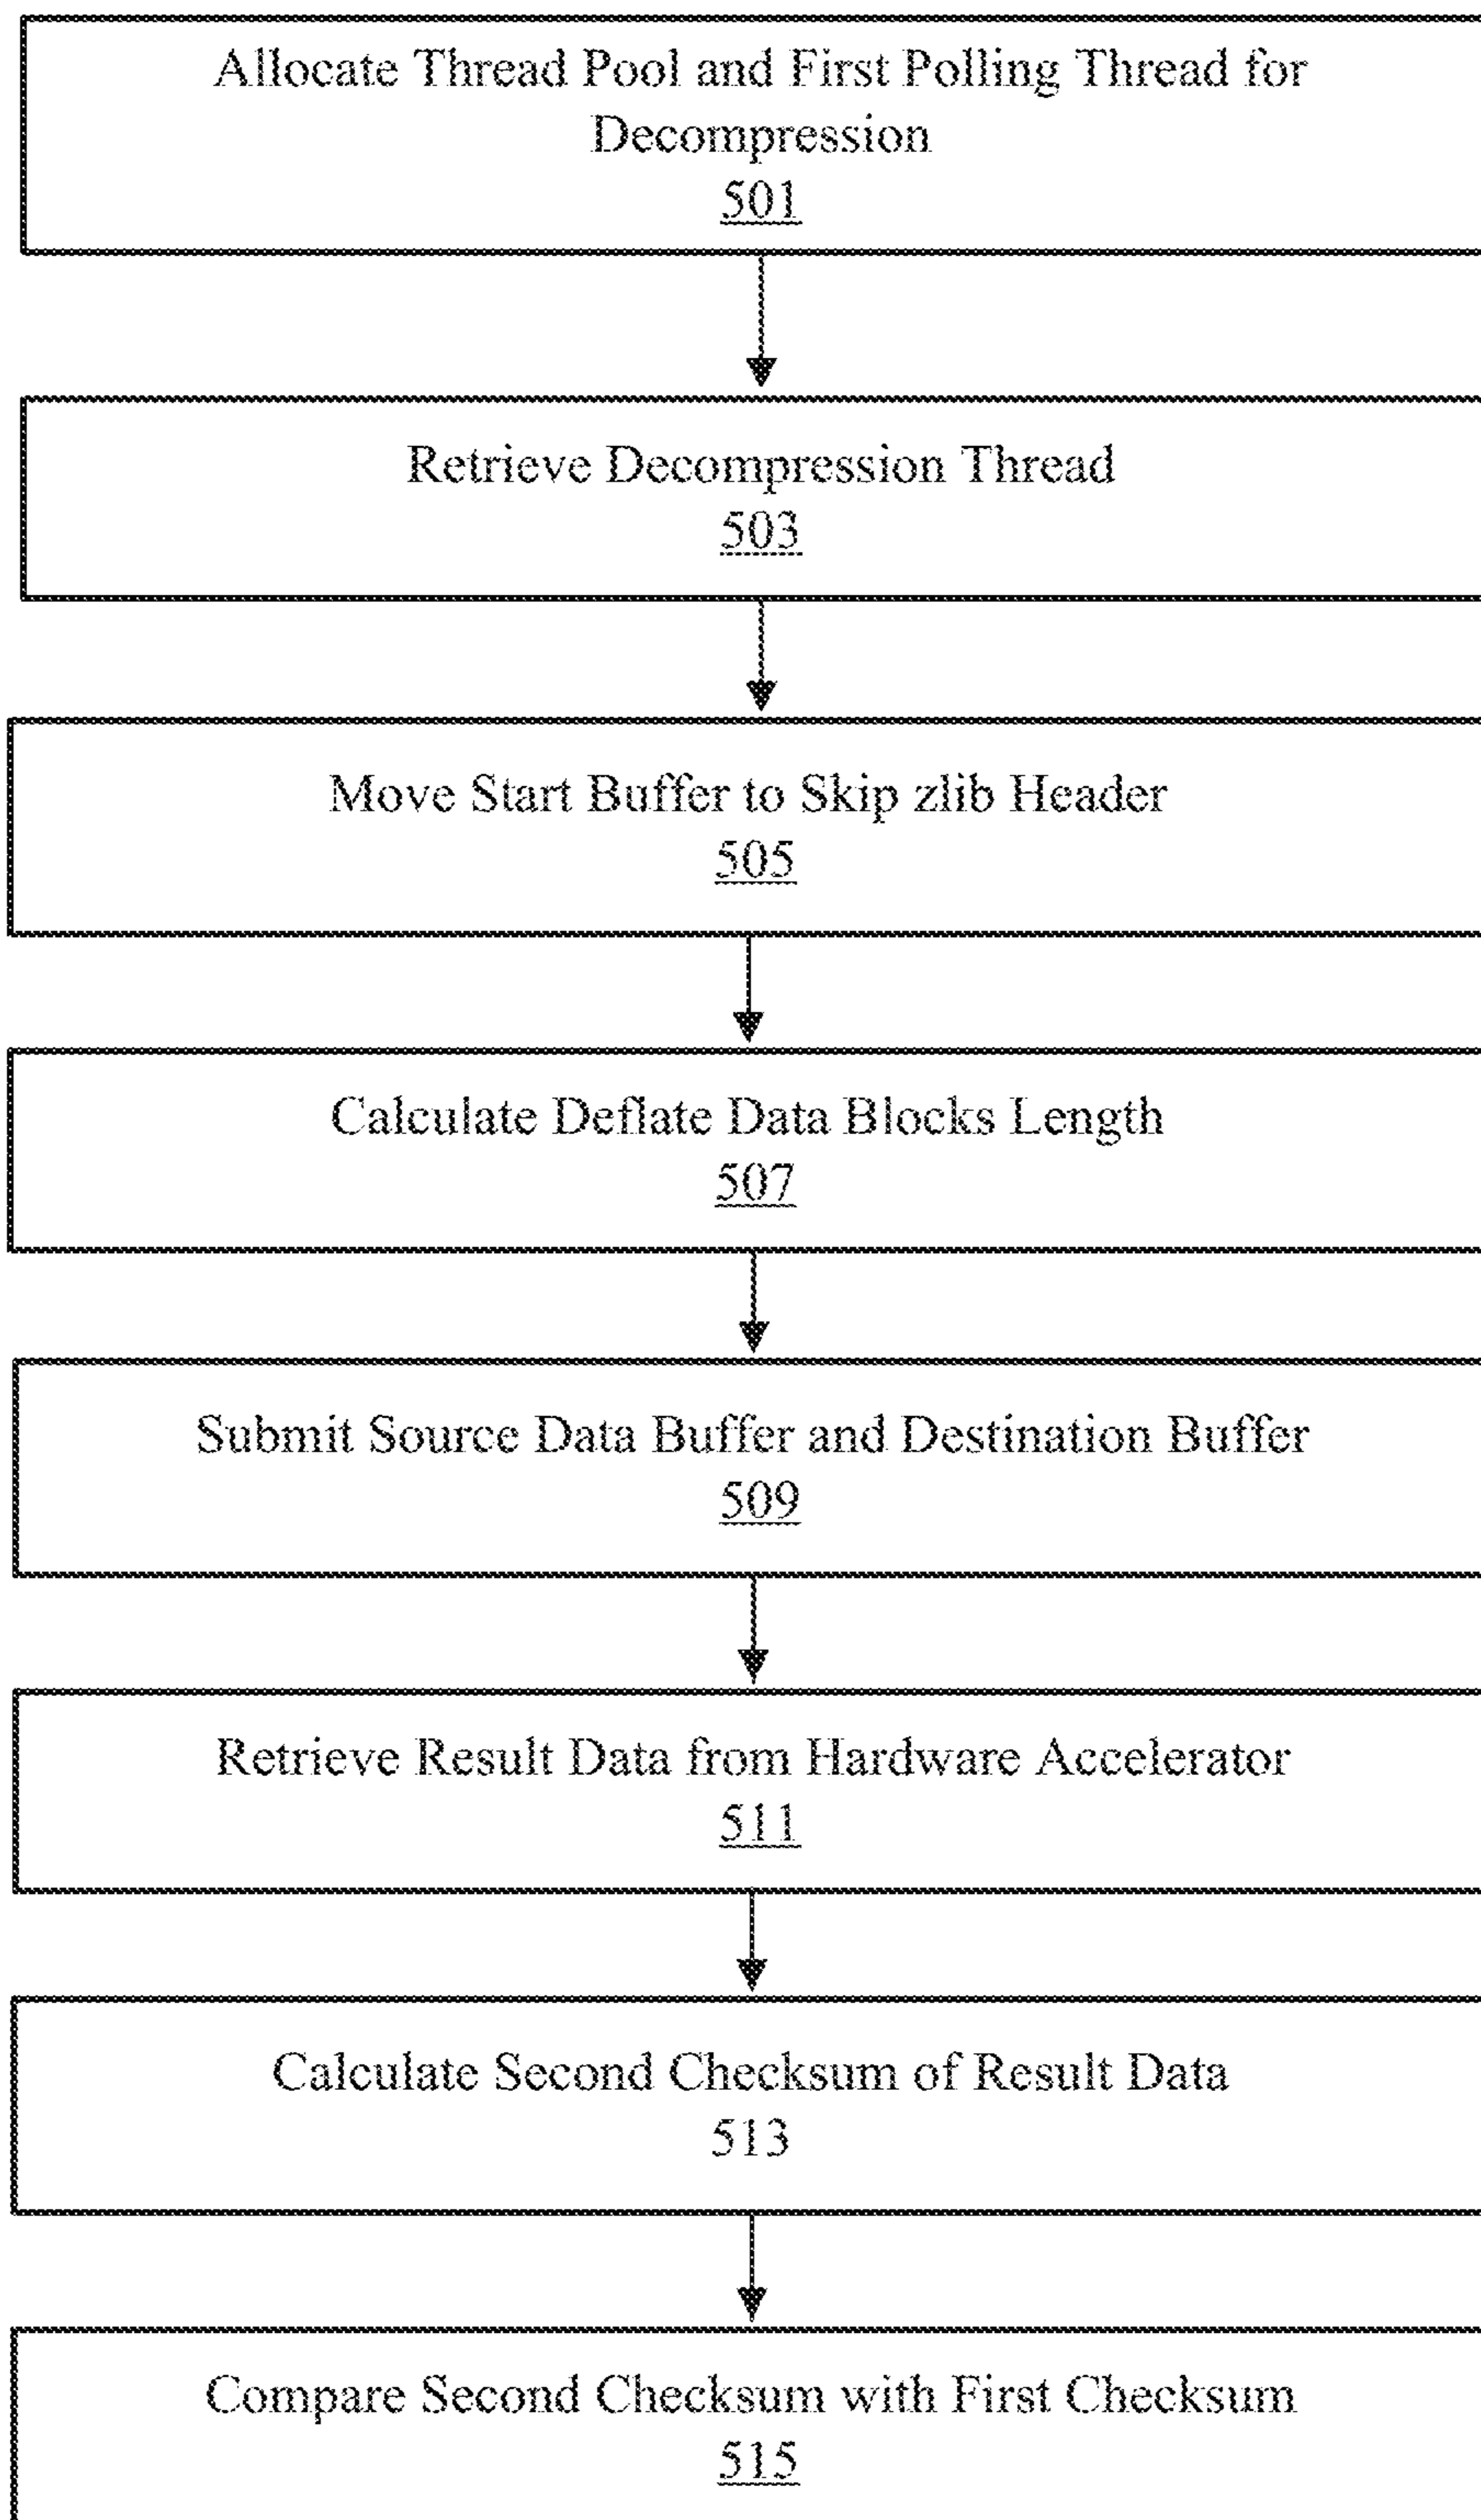 Allocate Thread Pool and First Polling Thread for
Decompression
501
Retrieve Decompression Thread
503
Move Start Buffer to Skip zlib Header
505
Calculate Deflate Data Blocks Length
507
Submit Source Data Buffer and Destination Buffer
509
Retrieve Result Data from Hardware Accelerator
511
Calculate Second Checksum of Result Data
513
Compare Second Checksum with First Checksum
515